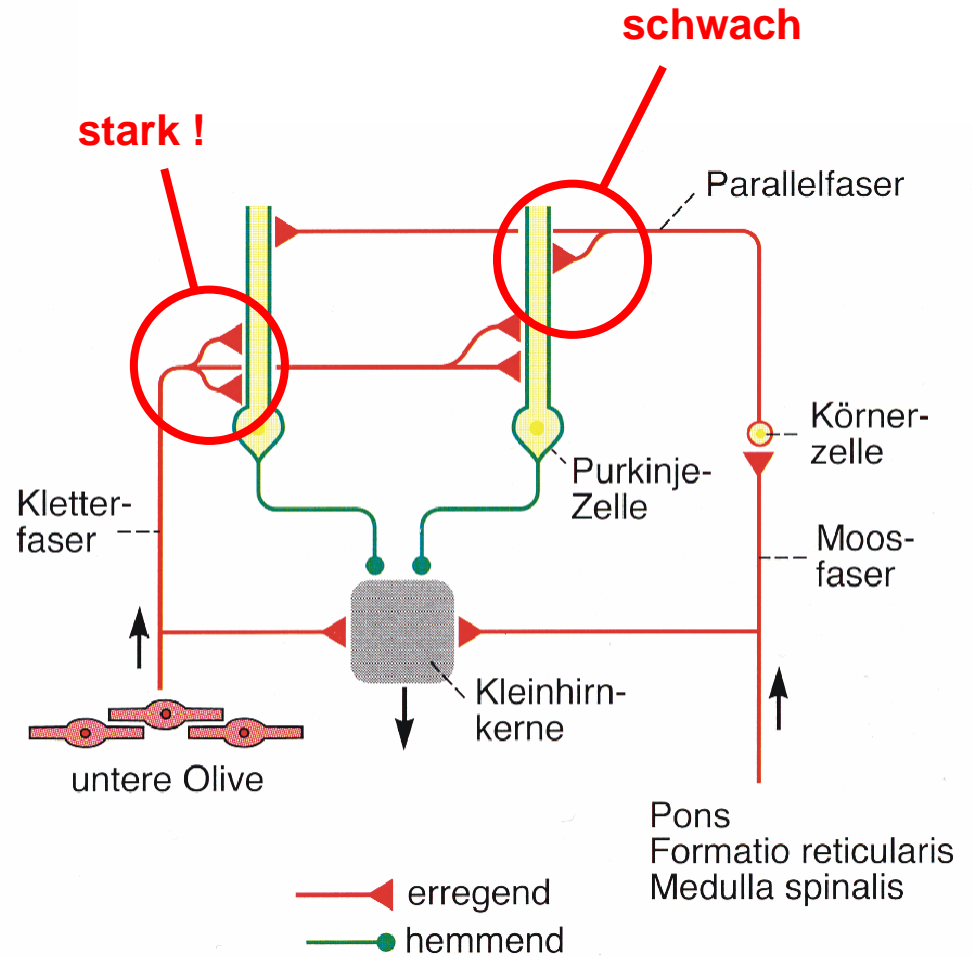 schwach
stark !
Parallelfaser
Körner-
zelle
Purkinje-
Zelle
Kletter-
faser
Moos-
faser
Kleinhirn-
kerne
untere Olive
Pons
Formatio reticularis
Medulla spinalis
erregend
hemmend